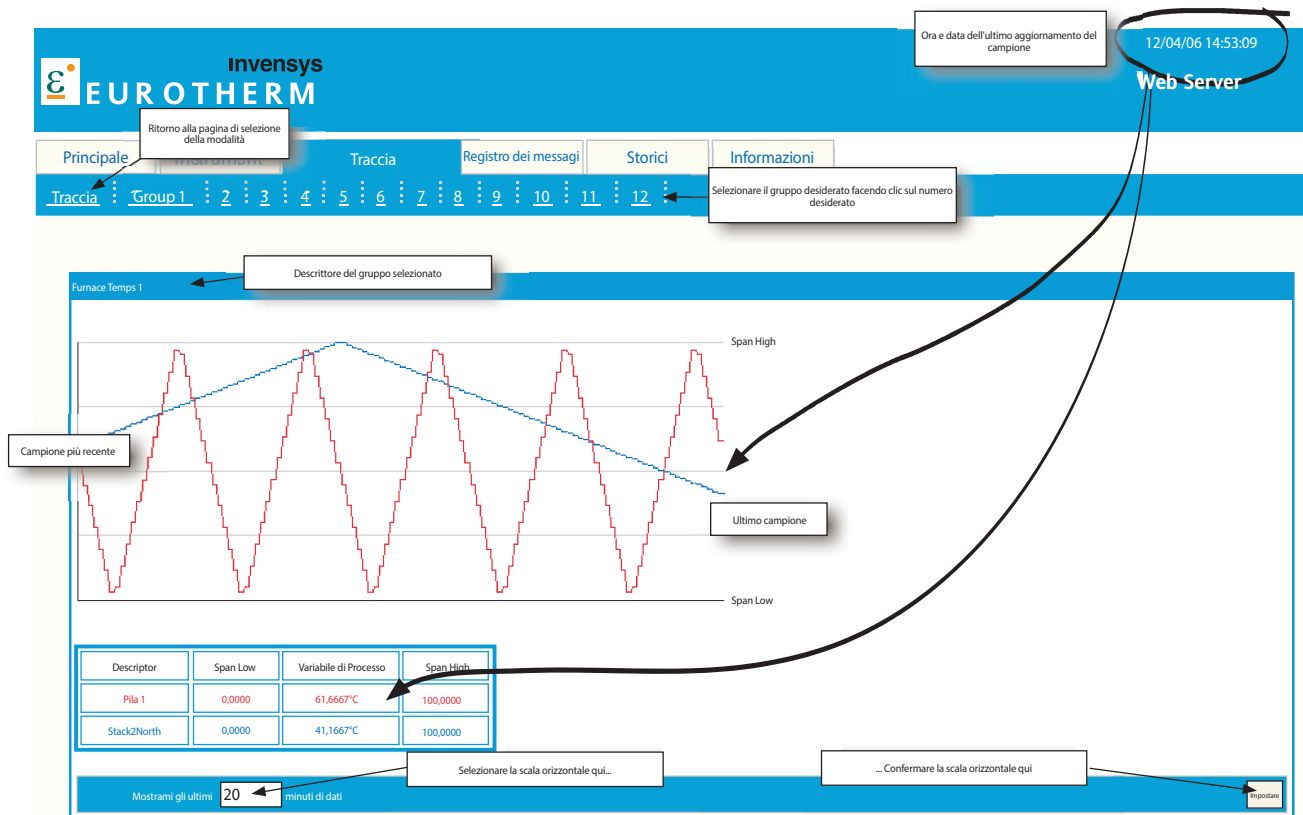 Ora e data dell'ultimo aggiornamento del
campione
12/04/06 14:53:09
Web Server
invensys
ε
EUROTHERM
Ritorno alla pagina di selezione
della modalità
Principale
Instrument
Traccia
Registro dei messagi
Storici
Informazioni
Traccia
Group 1
2
3
4
5
6
7
8
9
10
11
12
Selezionare il gruppo desiderato facendo clic sul numero
desiderato
Descrittore del gruppo selezionato
Furnace Temps 1
Span High
Campione più recente
Ultimo campione
Span Low
Descriptor Span Low Variabile di Processo Span High
Pila 1 0,0000 61,6667°C 100,0000
Stack2North 0,0000 41,1667°C 100,0000
Selezionare la scala orizzontale qui...
... Confermare la scala orizzontale qui
Mostrami gli ultimi 20 minuti di dati
Impostare